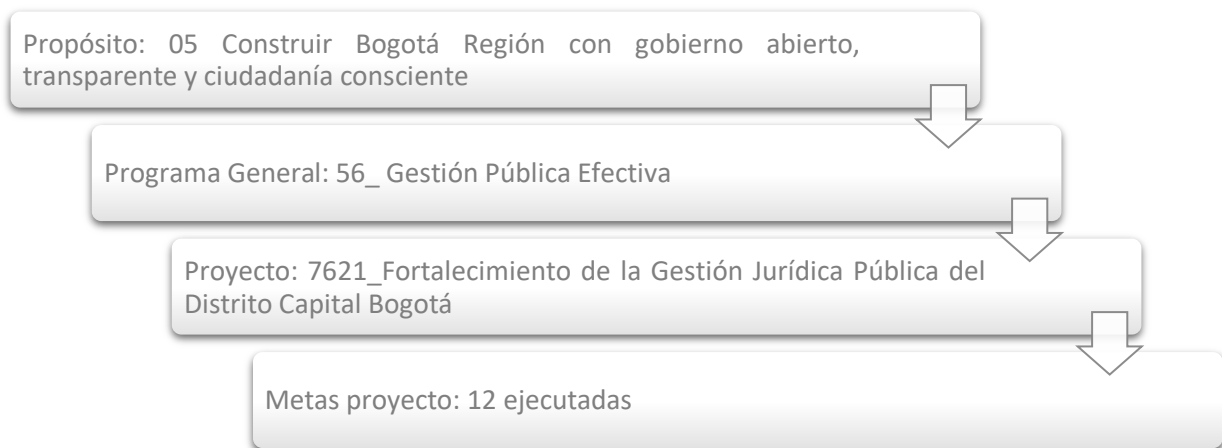 Propósito: 05 Construir Bogotá Región con gobierno abierto,
transparente y ciudadanía consciente
Programa General: 56_ Gestión Pública Efectiva
Proyecto: 7621_Fortalecimiento de la Gestión Jurídica Pública del
Distrito Capital Bogotá
Metas proyecto: 12 ejecutadas